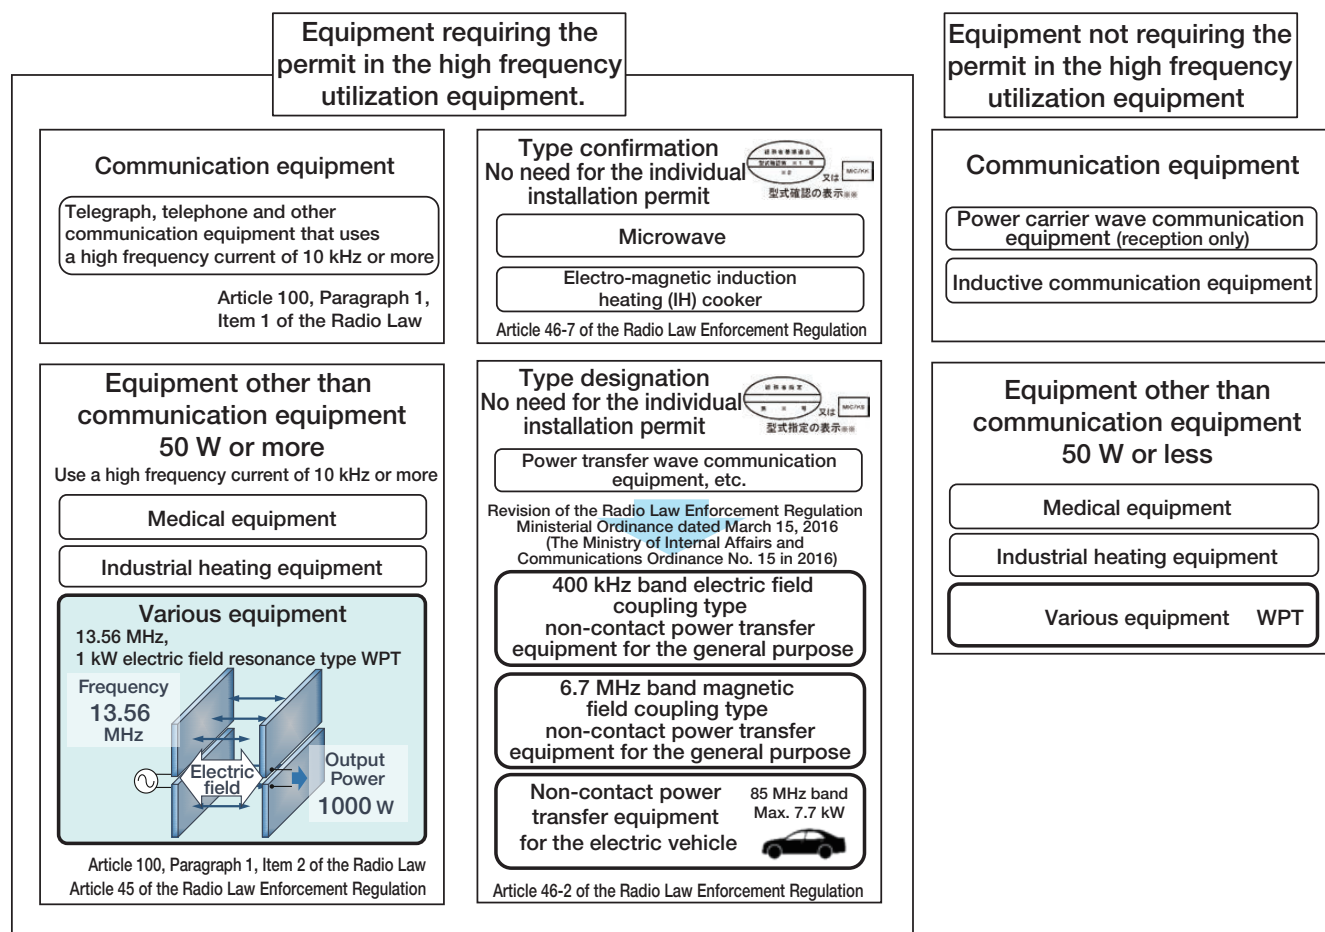 Equipment requiring the
permit in the high frequency
utilization equipment.
Communication equipment
Telegraph, telephone and other
communication equipment that uses
a high frequency current of 10 kHz or more
Article 100, Paragraph 1,
Item 1 of the Radio Law
Type confirmation
No need for the individual
installation permit
又は
MIC/KK
型式確認の表示※※
Microwave
Electro-magnetic induction
heating (IH) cooker
Article 46-7 of the Radio Law Enforcement Regulation
Equipment other than
communication equipment
50 W or more
Use a high frequency current of 10 kHz or more
Medical equipment
Industrial heating equipment
Various equipment
13.56 MHz,
1 kW electric field resonance type WPT
Frequency
13.56
MHz
Electric
field
Output
Power
1000 W
Article 100, Paragraph 1, Item 2 of the Radio Law
Article 45 of the Radio Law Enforcement Regulation
Type designation
No need for the individual
installation permit
又は
MIC/KS
型式指定の表示※※
Power transfer wave communication
equipment, etc.
Revision of the Radio Law Enforcement Regulation
Ministerial Ordinance dated March 15, 2016
(The Ministry of Internal Affairs and
Communications Ordinance No. 15 in 2016)
400 kHz band electric field
coupling type
non-contact power transfer
equipment for the general purpose
6.7 MHz band magnetic
field coupling type
non-contact power transfer
equipment for the general purpose
Non-contact power
transfer equipment
for the electric vehicle
85 MHz band
Max. 7.7 kW
Article 46-2 of the Radio Law Enforcement Regulation
Equipment not requiring the
permit in the high frequency
utilization equipment
Communication equipment
Power carrier wave communication
equipment (reception only)
Inductive communication equipment
Equipment other than
communication equipment
50 W or less
Medical equipment
Industrial heating equipment
Various equipment WPT